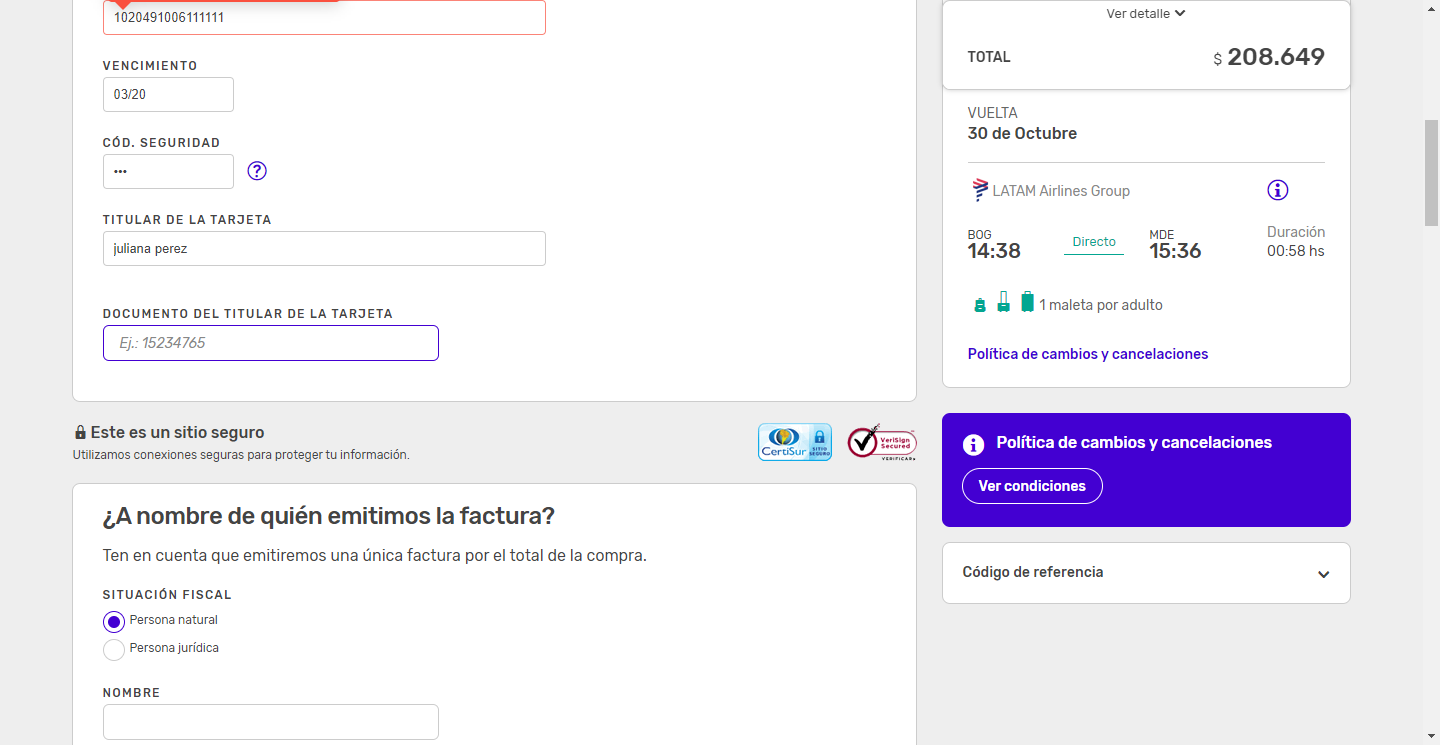 1020491006111111
VENCIMIENTO
03/20
CÓD. SEGURIDAD
•••
?
TITULAR DE LA TARJETA
juliana perez
DOCUMENTO DEL TITULAR DE LA TARJETA
Ej.: 15234765
Este es un sitio seguro
Utilizamos conexiones seguras para proteger tu información.
CertiSur
SITIO
SEGURO
VeriSign
Secured
VERIFICAR
¿A nombre de quién emitimos la factura?
Ten en cuenta que emitiremos una única factura por el total de la compra.
SITUACIÓN FISCAL
Persona natural
Persona jurídica
NOMBRE
Ver detalle
TOTAL $ 208.649
VUELTA
30 de Octubre
LATAM Airlines Group
BOG Directo MDE Duración
14:38 15:36 00:58 hs
1 maleta por adulto
Política de cambios y cancelaciones
Política de cambios y cancelaciones
Ver condiciones
Código de referencia